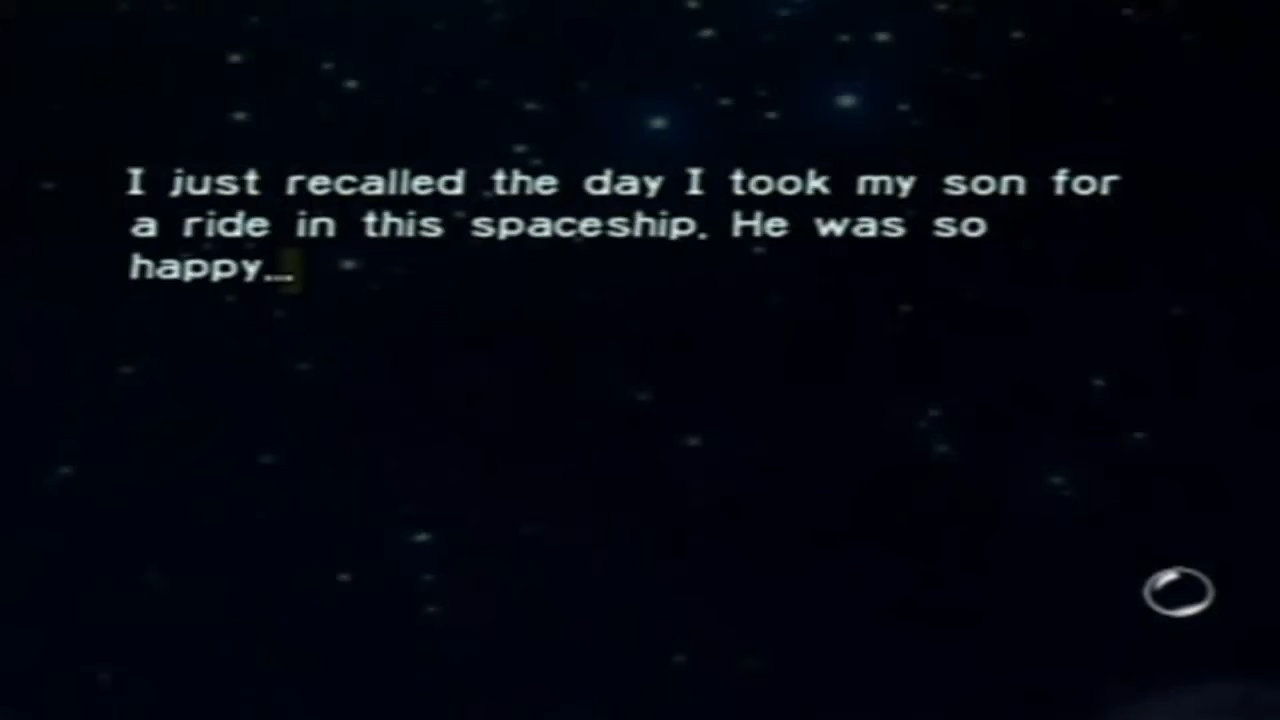 I just recalled the day I took my son for
a ride in this spaceship. He was so
happy...